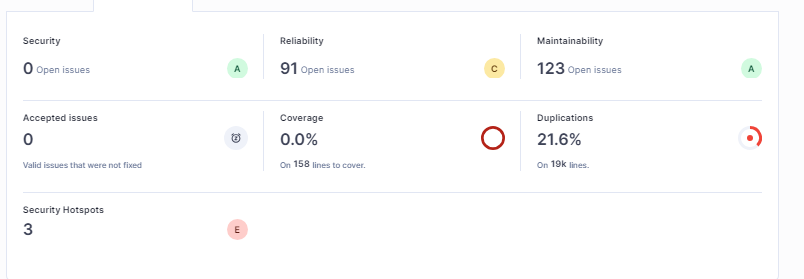 Security
0 Open issues
A
Reliability
91 Open issues
C
Maintainability
123 Open issues
A
Accepted issues
0
Valid issues that were not fixed
Coverage
0.0%
On 158 lines to cover.
Duplications
21.6%
On 19k lines.
Security Hotspots
3
E